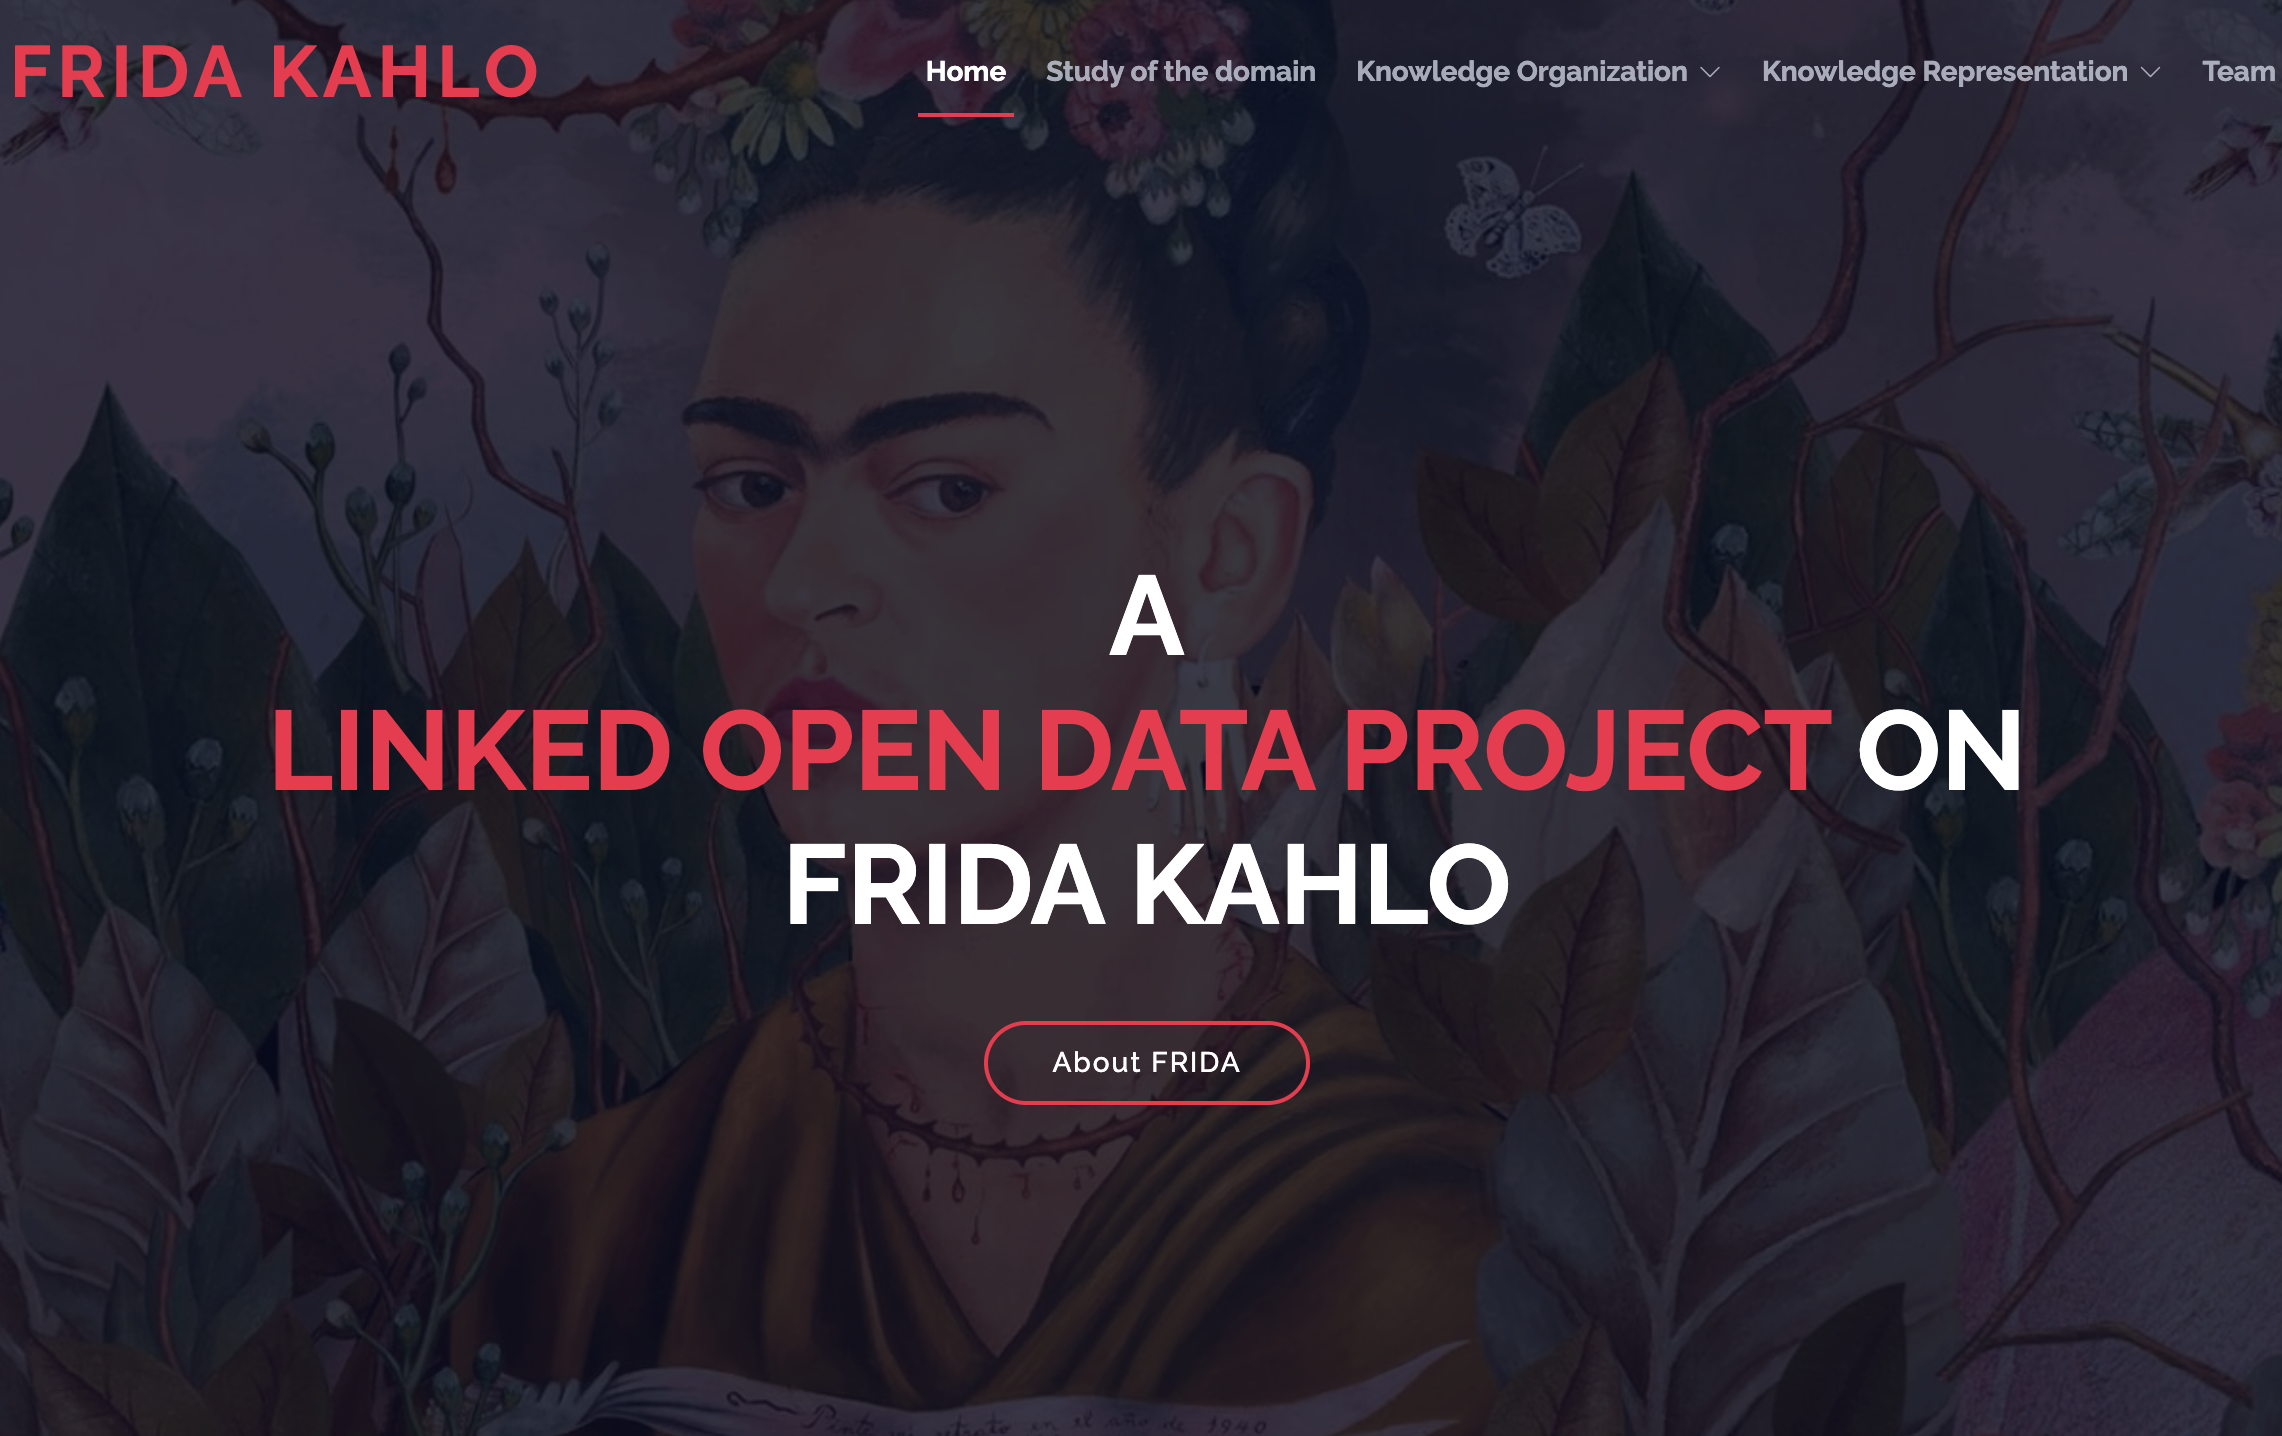 FRIDA KAHLO
Home Study of the domain Knowledge Organization Knowledge Representation Team
A
LINKED OPEN DATA PROJECT ON
FRIDA KAHLO
About FRIDA
Pinté mi retrato en el año de 1940